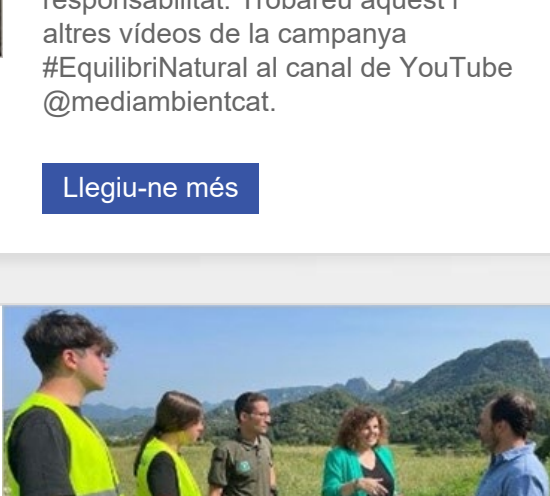 responsabilitat. Trobareu aquest i
altres vídeos de la campanya
#EquilibriNatural al canal de YouTube
@mediambientcat.
Llegiu-ne més